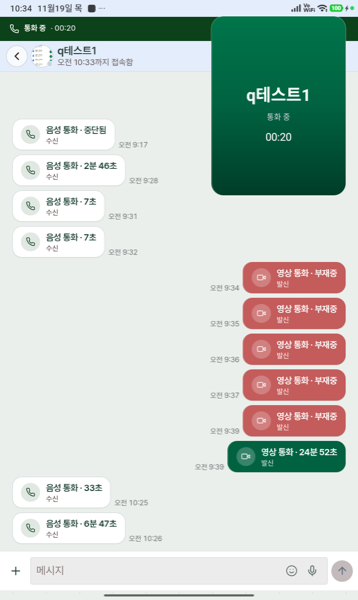 10:34 11월19일 목 ···
Vo WiFi 100
통화 중 · 00:20
q테스트1
오전 10:33까지 접속함
q테스트1
통화 중
00:20
음성 통화 · 중단됨
수신
오전 9:17
음성 통화 · 2분 46초
수신
오전 9:28
음성 통화 · 7초
수신
오전 9:31
음성 통화 · 7초
수신
오전 9:32
영상 통화 · 부재중
발신
오전 9:34
영상 통화 · 부재중
발신
오전 9:35
영상 통화 · 부재중
발신
오전 9:36
영상 통화 · 부재중
발신
오전 9:37
영상 통화 · 부재중
발신
오전 9:39
영상 통화 · 24분 52초
발신
오전 9:39
음성 통화 · 33초
수신
오전 10:25
음성 통화 · 6분 47초
수신
오전 10:26
메시지